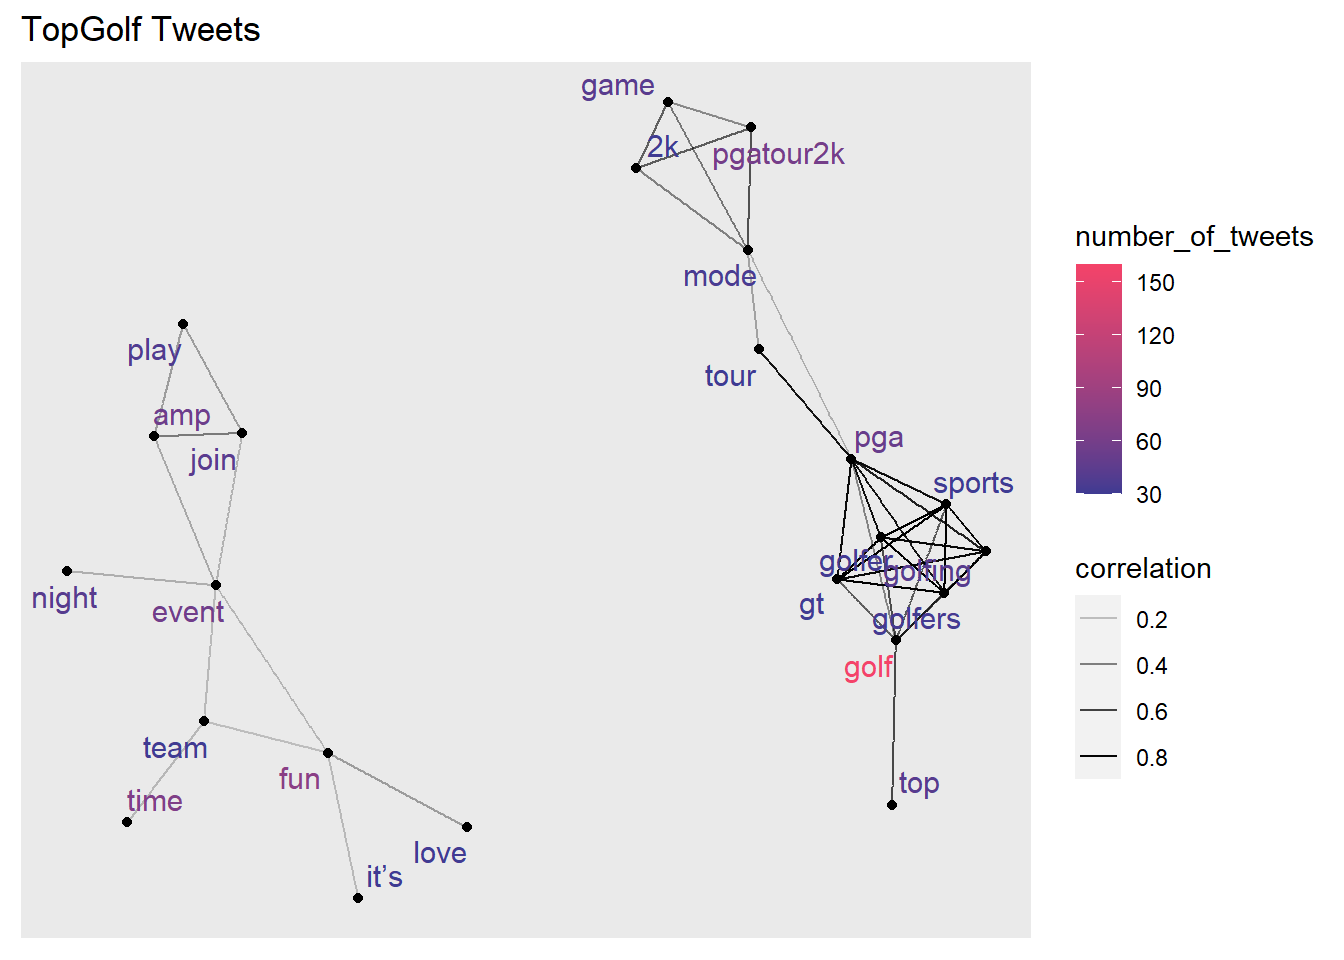 TopGolf Tweets
game
2k
pgatour2k
mode
tour
play
amp
join
pga
sports
golfer
golfing
gt
golfers
golf
night
event
team
fun
time
top
love
it’s
number_of_tweets
150
120
90
60
30
correlation
0.2
0.4
0.6
0.8